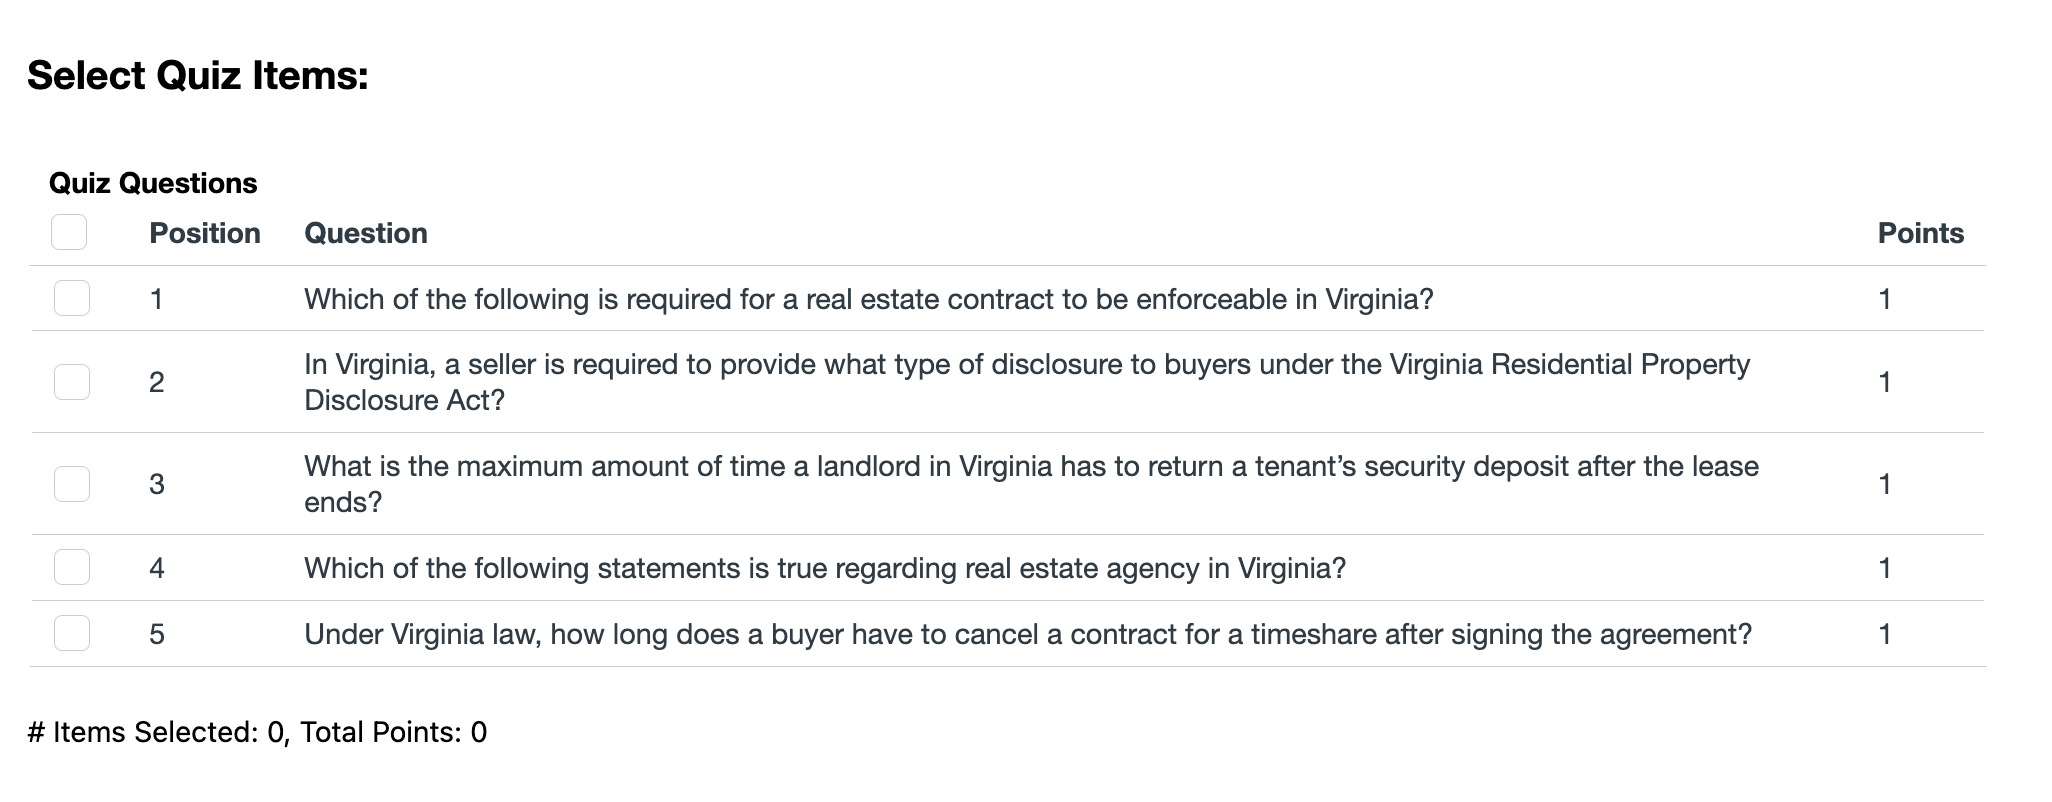 Select Quiz Items:
Quiz Questions
Position Question Points
1 Which of the following is required for a real estate contract to be enforceable in Virginia? 1
2 In Virginia, a seller is required to provide what type of disclosure to buyers under the Virginia Residential Property
Disclosure Act? 1
3 What is the maximum amount of time a landlord in Virginia has to return a tenant’s security deposit after the lease
ends? 1
4 Which of the following statements is true regarding real estate agency in Virginia? 1
5 Under Virginia law, how long does a buyer have to cancel a contract for a timeshare after signing the agreement? 1
# Items Selected: 0, Total Points: 0